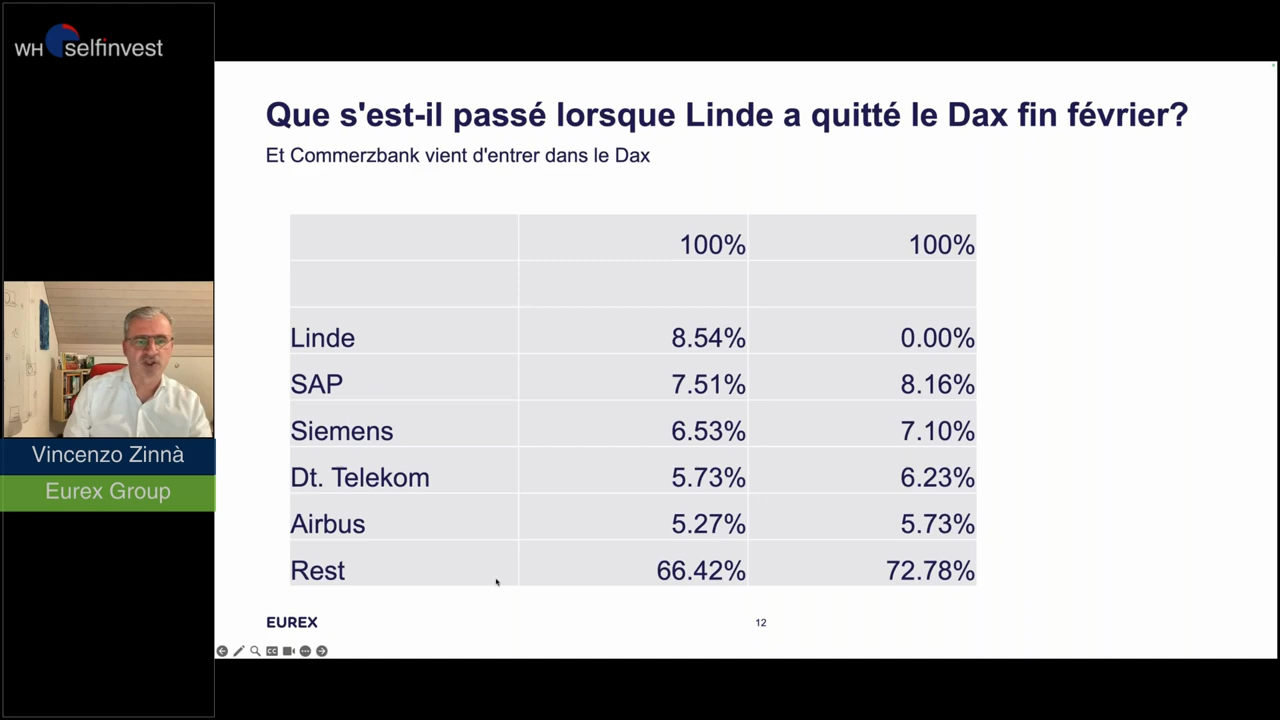 WH selfinvest
Que s'est-il passé lorsque Linde a quitté le Dax fin février?
Et Commerzbank vient d'entrer dans le Dax
100% 100%
Linde 8.54% 0.00%
SAP 7.51% 8.16%
Siemens 6.53% 7.10%
Dt. Telekom 5.73% 6.23%
Airbus 5.27% 5.73%
Rest 66.42% 72.78%
Vincenzo Zinnà
Eurex Group
EUREX
12
CC